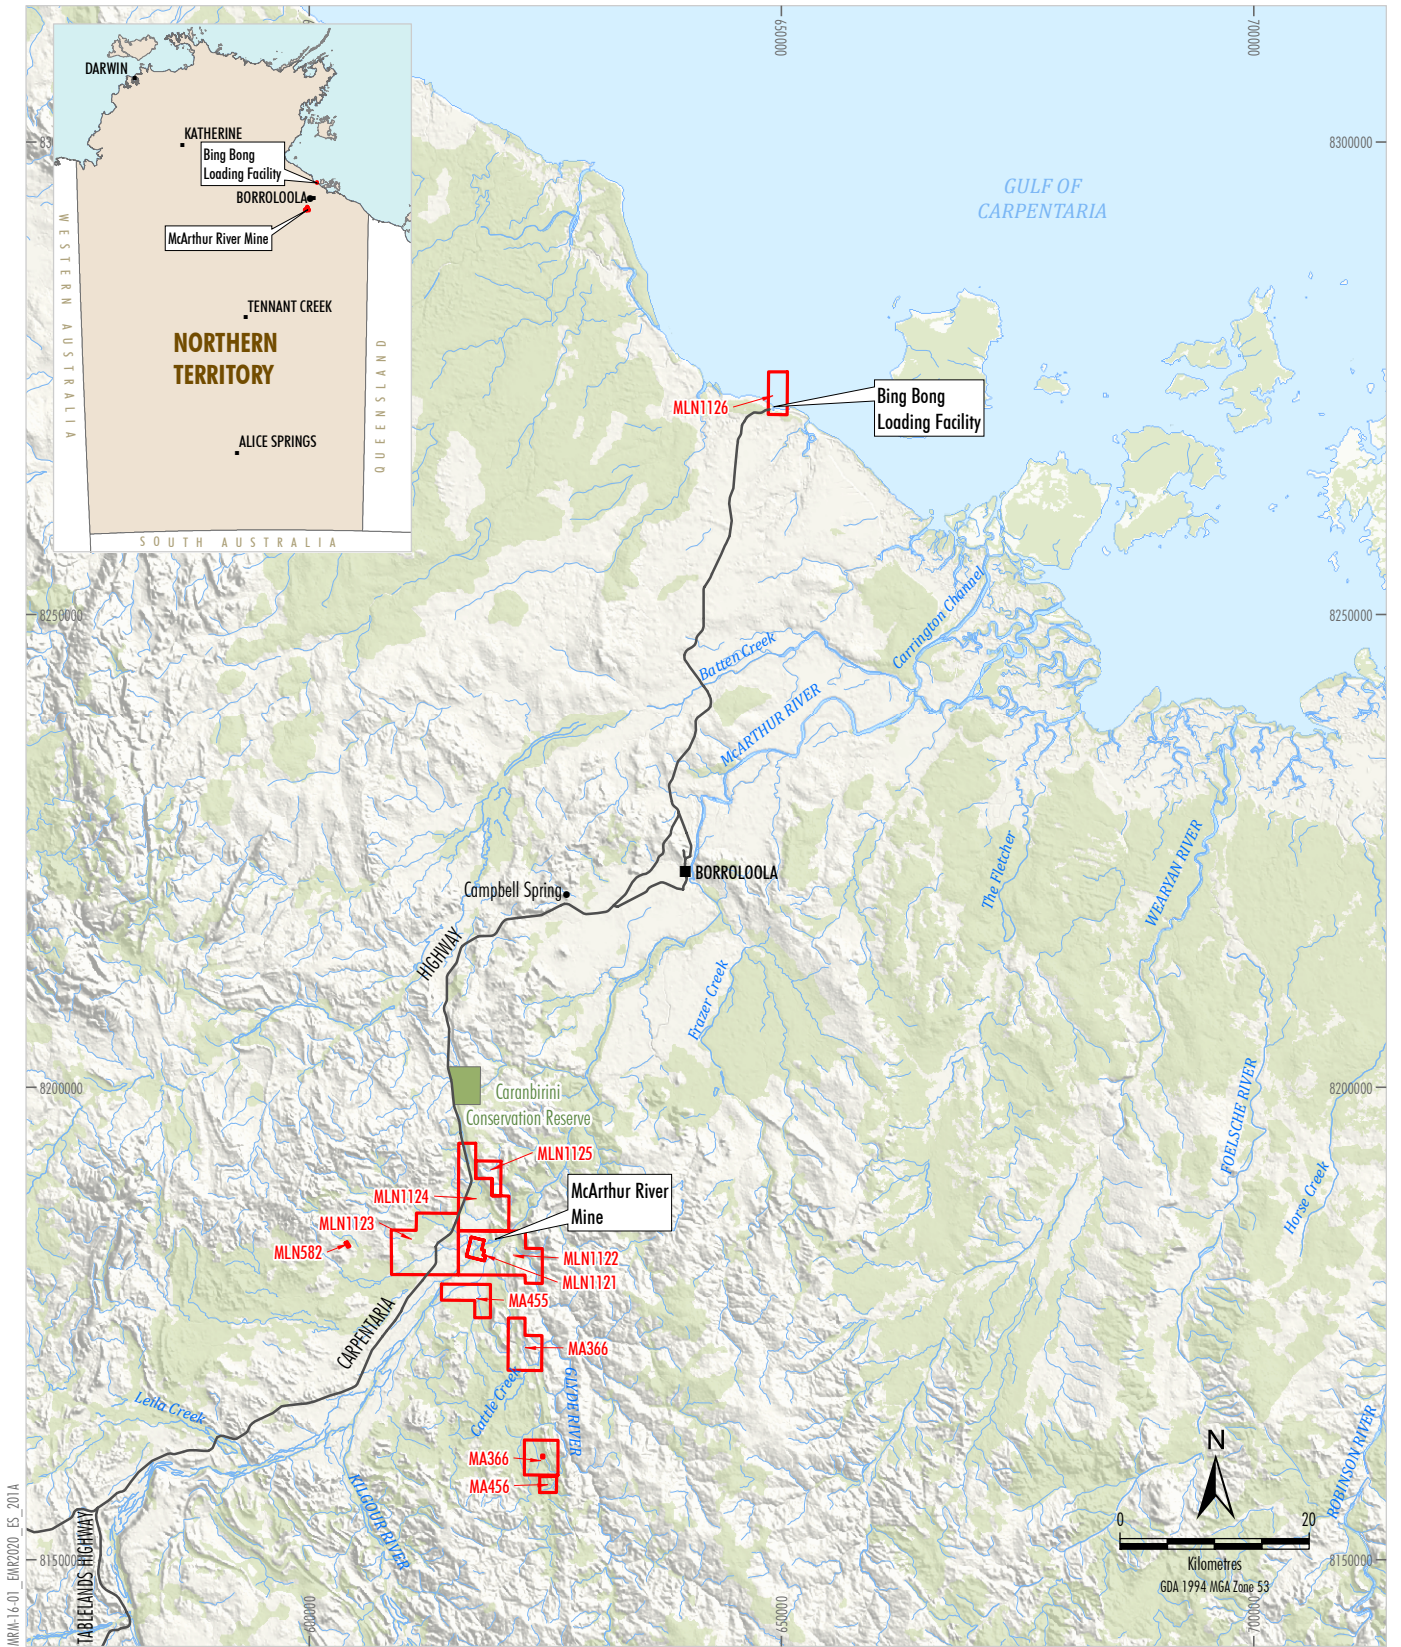 650000
700000
DARWIN
KATHERINE
Bing Bong
Loading Facility
BORROLOOLA
McArthur River Mine
WESTERN AUSTRALIA
TENNANT CREEK
NORTHERN
TERRITORY
QUEENSLAND
ALICE SPRINGS
SOUTH AUSTRALIA
8300000
GULF OF
CARPENTARIA
MLN1126
Bing Bong
Loading Facility
8250000
8250000
Carrington Channel
Batten Creek
McARTHUR RIVER
BORROLOOLA
Campbell Spring
The Fletcher
WEARYAN RIVER
HIGHWAY
Frazer Creek
8200000
8200000
Caranbirini
Conservation Reserve
FOELSCHE RIVER
Horse Creek
MLN1125
McArthur River
Mine
MLN1124
MLN1123
MLN582
MLN1122
MLN1121
MA455
CARPENTARIA
MA366
Cattle Creek
GLYDE RIVER
Leila Creek
MA366
MA456
KILGOUR RIVER
ROBINSON RIVER
N
0
20
Kilometres
GDA 1994 MGA Zone 53
8150000
8150000
TABLELANDS HIGHWAY
600000
650000
700000
MRM-16-01_EMR2020_ES_201A